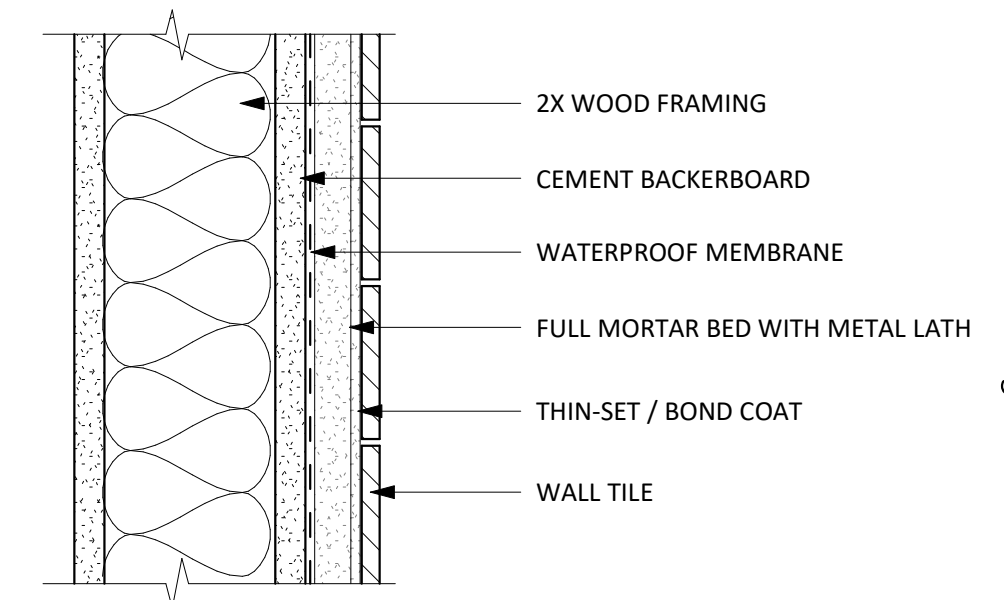 2X WOOD FRAMING
CEMENT BACKERBOARD
WATERPROOF MEMBRANE
FULL MORTAR BED WITH METAL LATH
THIN-SET / BOND COAT
WALL TILE